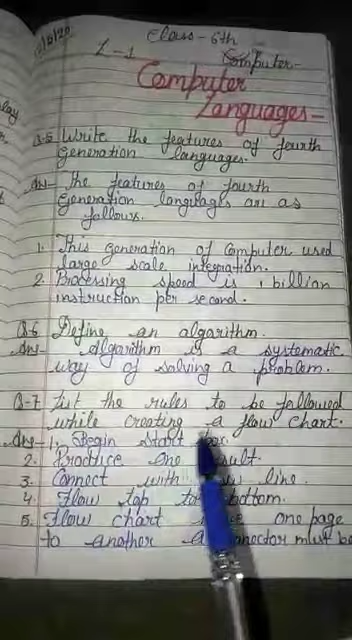 Class-6th
L-1 Computer-
Computer
Languages-
Q-5 Write the features of fourth
Generation languages.
Ans- The features of fourth
Generation languages are as
follows.
1. This generation of computer used
large scale integration.
2. Processing speed is 1 billion
instruction per second.
Q-6 Define an algorithm.
Ans- algorithm is a systematic
way of solving a problem.
Q-7 List the rules to be followed
while creating a flow chart.
Ans- 1. Begin start
2. Produce one
3. Connect with line.
4. Flow top to bottom.
5. Flow chart one page
to another a must be